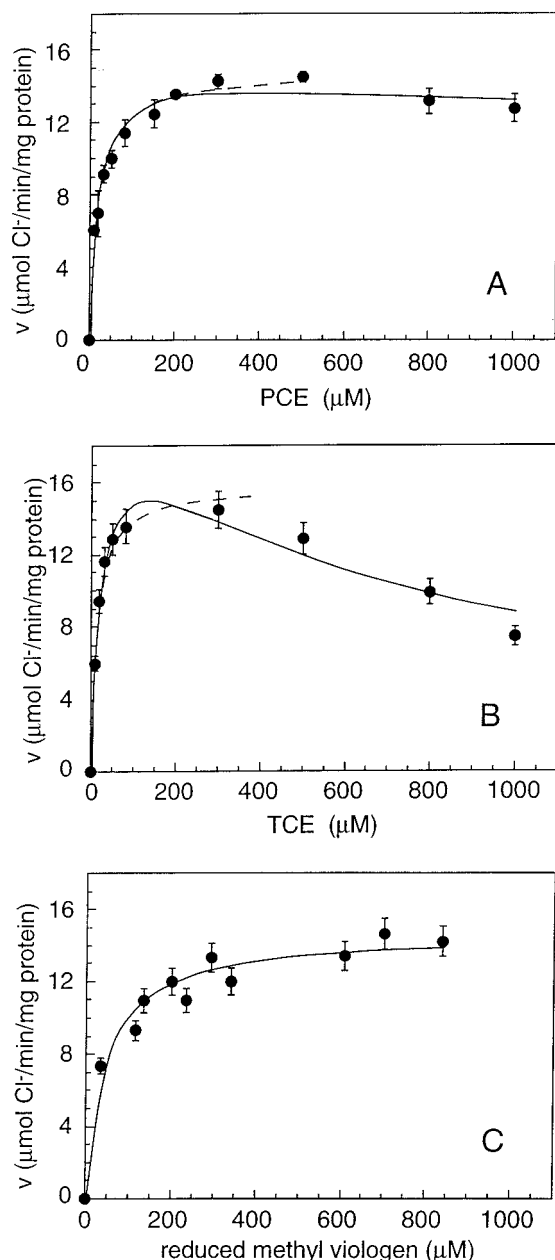 16
12
8
4
0
v (µmol Cl⁻/min/mg protein)
A
0 200 400 600 800 1000
PCE (µM)
16
12
8
4
0
v (µmol Cl⁻/min/mg protein)
B
0 200 400 600 800 1000
TCE (µM)
16
12
8
4
0
v (µmol Cl⁻/min/mg protein)
C
0 200 400 600 800 1000
reduced methyl viologen (µM)